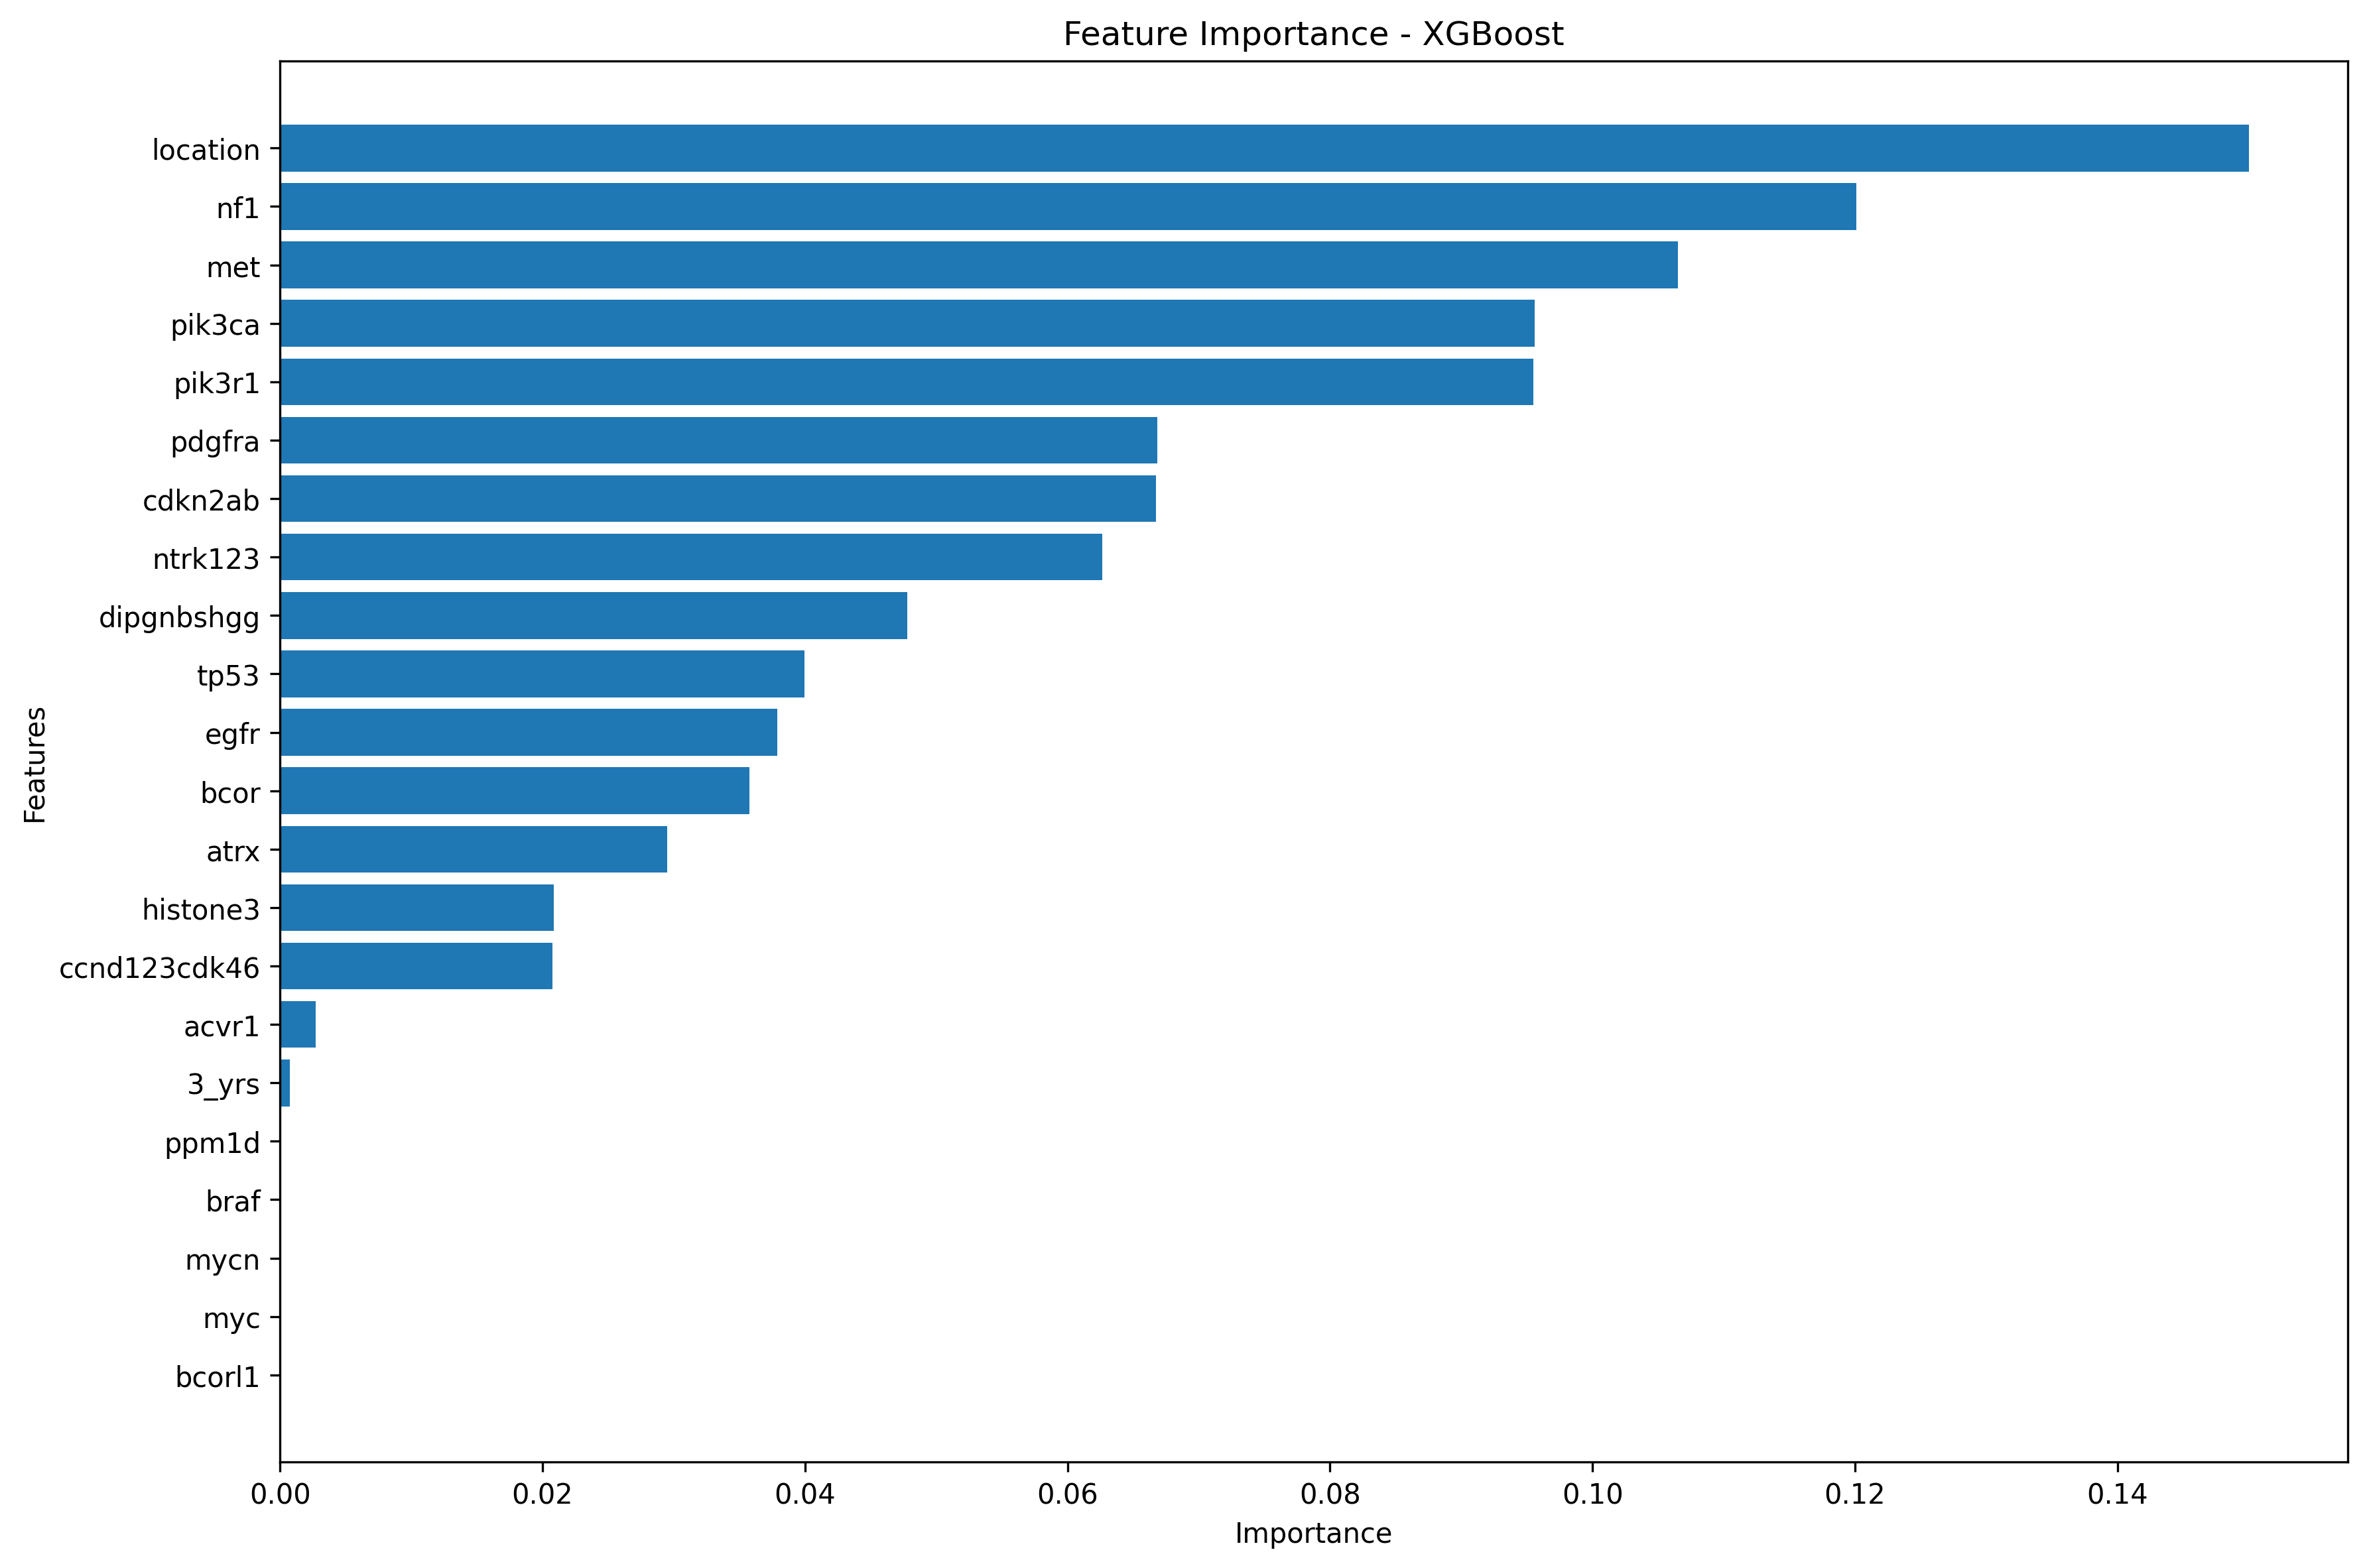 Feature Importance - XGBoost
location
nf1
met
pik3ca
pik3r1
pdgfra
cdkn2ab
ntrk123
dipgnbshgg
tp53
egfr
bcor
atrx
histone3
ccnd123cdk46
acvr1
3_yrs
ppm1d
braf
mycn
myc
bcorl1
Features
0.00 0.02 0.04 0.06 0.08 0.10 0.12 0.14
Importance